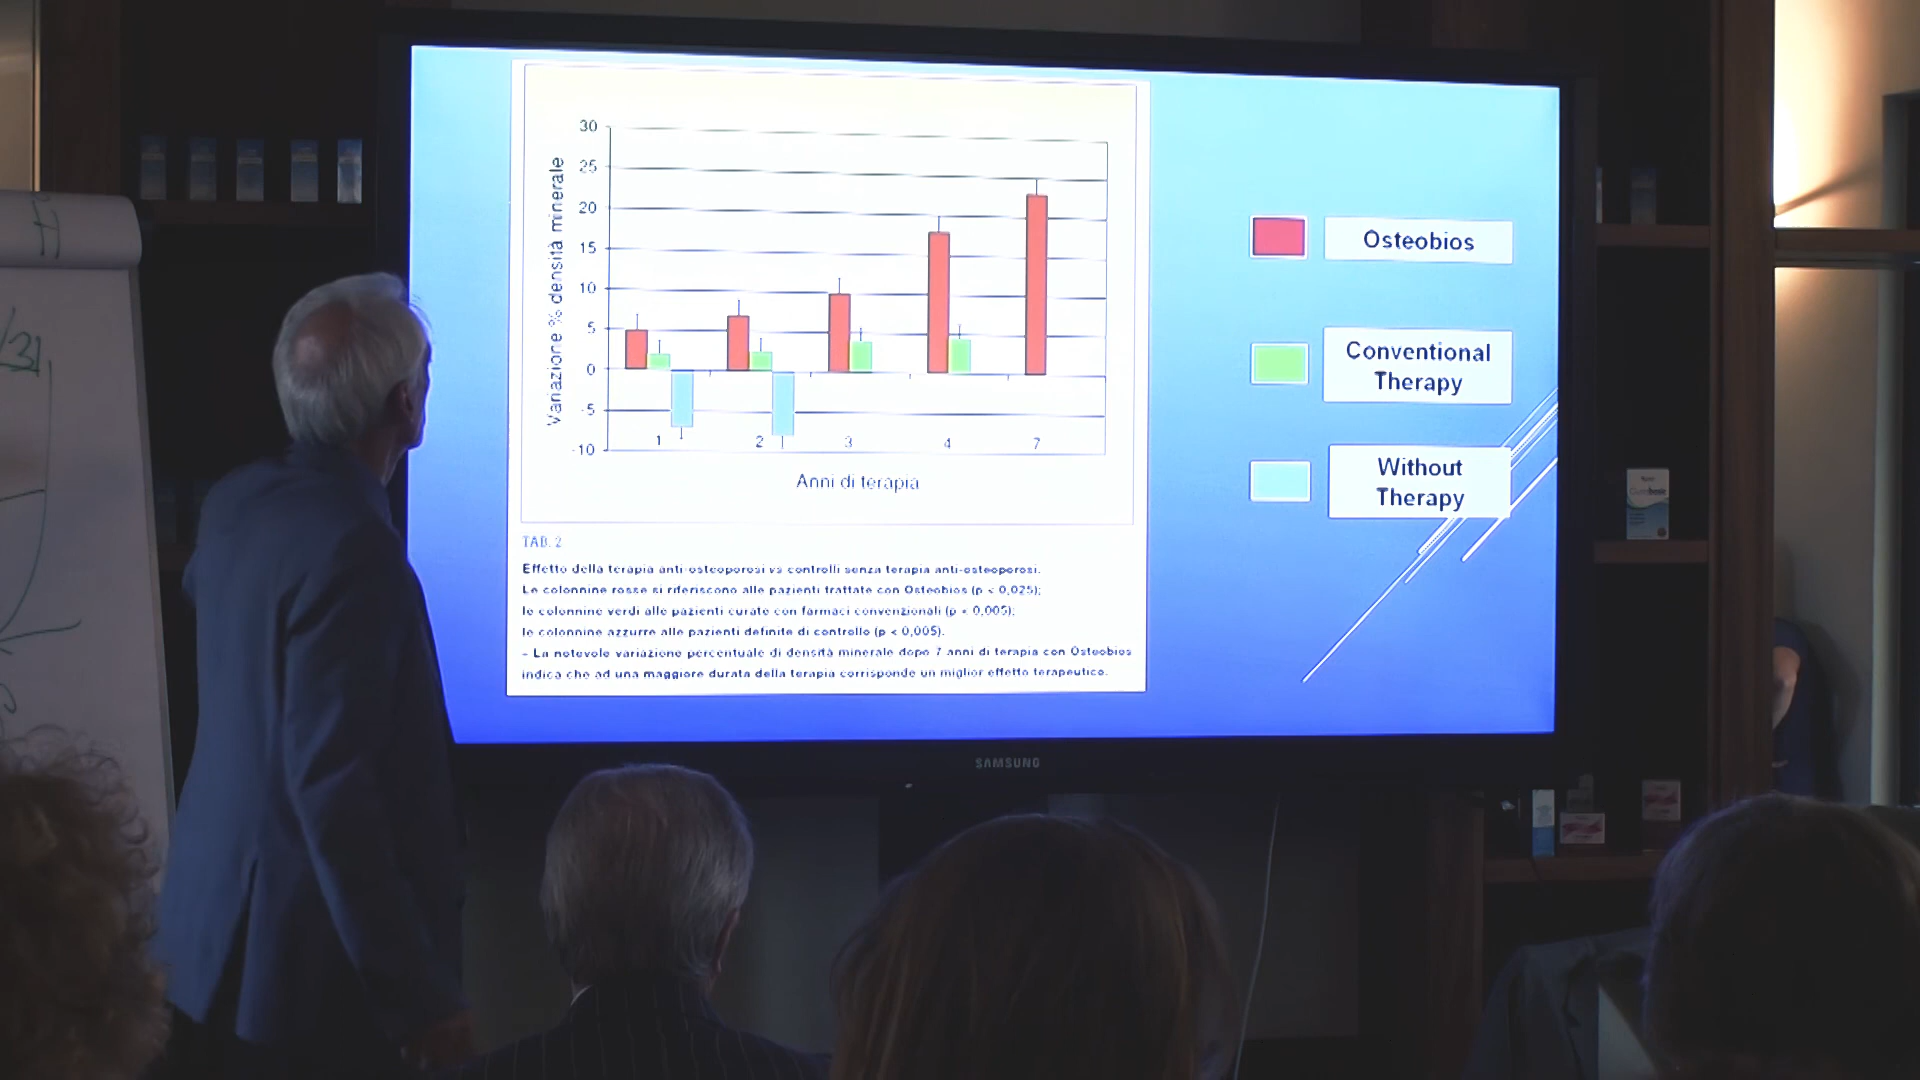 30
25
20
15
10
5
0
-5
-10
Variazione % densità minerale
1 2 3 4 7
Anni di terapia
TAB. 2
Effetto della terapia anti-osteoporosi vs controlli senza terapia anti-osteoporosi.
Le colonnine rosse si riferiscono alle pazienti trattate con Osteobios (p < 0,025);
le colonnine verdi alle pazienti curate con farmaci convenzionali (p < 0,005);
le colonnine azzurre alle pazienti definite di controllo (p < 0,005).
- La notevole variazione percentuale di densità minerale dopo 7 anni di terapia con Osteobios
indica che ad una maggiore durata della terapia corrisponde un miglior effetto terapeutico.
Osteobios
Conventional
Therapy
Without
Therapy
SAMSUNG